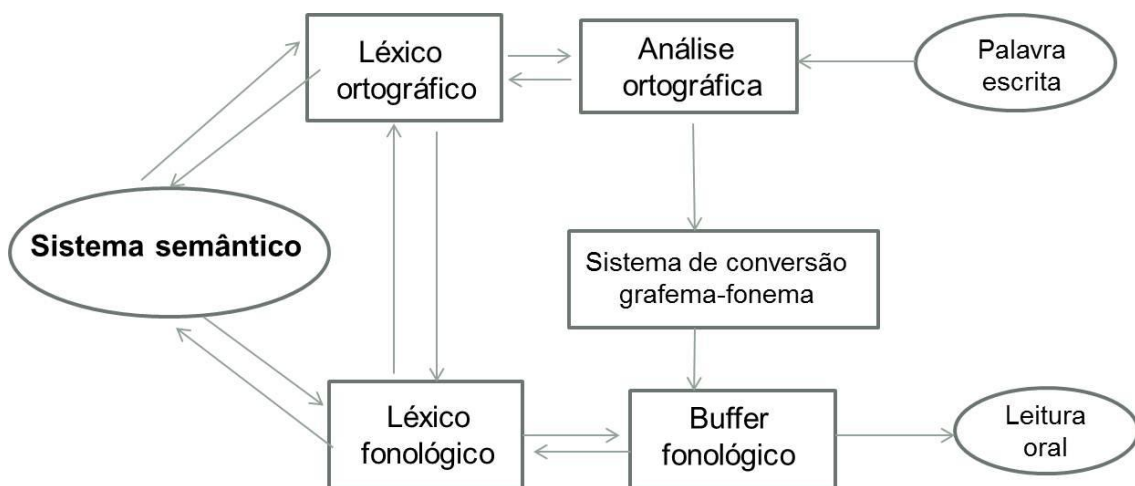 Léxico
ortográfico
Análise
ortográfica
Palavra
escrita
Sistema semântico
Sistema de conversão
grafema-fonema
Léxico
fonológico
Buffer
fonológico
Leitura
oral